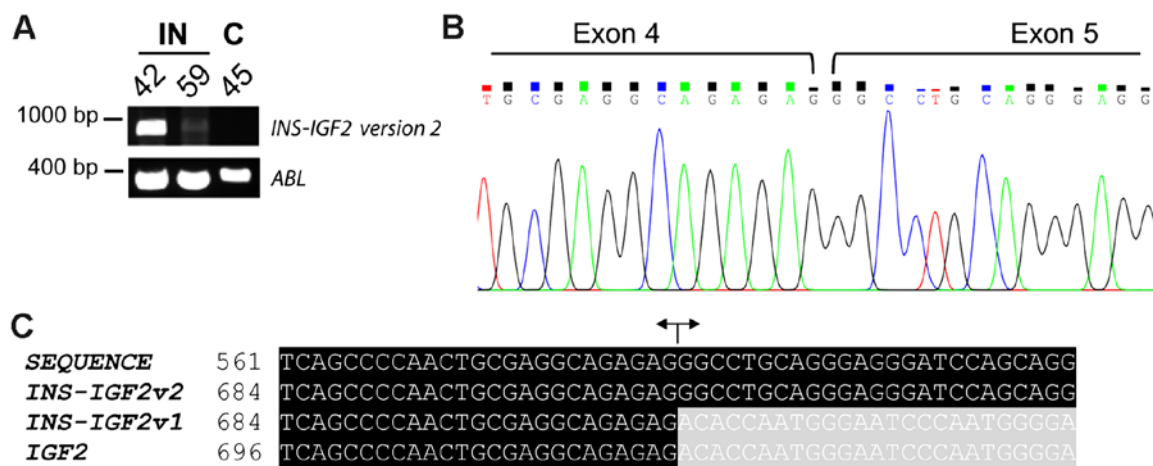 A
IN C
42 59 45
1000 bp
INS-IGF2 version 2
400 bp
ABL
B
Exon 4 Exon 5
T G C G A G G C A G A G A G G G C C T G C A G G G A G G
C
SEQUENCE 561 TCAGCCCCAACTGCGAGGCAGAGAGGGCCTGCAGGGAGGGATCCAGCAGG
INS-IGF2v2 684 TCAGCCCCAACTGCGAGGCAGAGAGGGCCTGCAGGGAGGGATCCAGCAGG
INS-IGF2v1 684 TCAGCCCCAACTGCGAGGCAGAGAGACACCAATGGGAATCCCAATGGGGA
IGF2 696 TCAGCCCCAACTGCGAGGCAGAGAGACACCAATGGGAATCCCAATGGGGA